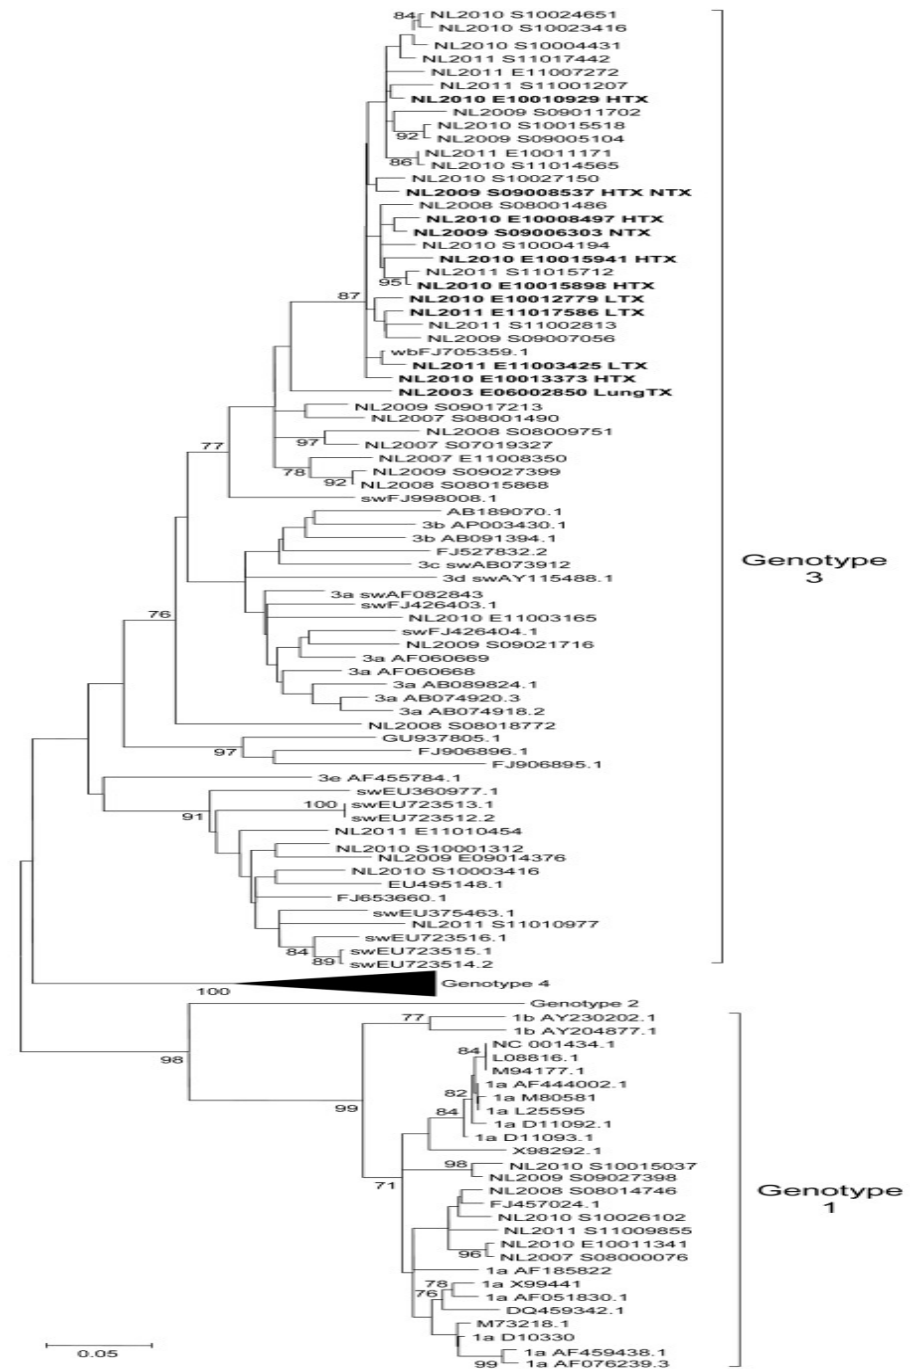 84
NL2010 S10024651
NL2010 S10023416
NL2010 S10004431
NL2011 S11017442
NL2011 E11007272
NL2011 S11001207
NL2010 E10010929 HTX
NL2009 S09011702
NL2010 S10015518
92
NL2009 S09005104
NL2011 E10011171
86
NL2010 S11014565
NL2010 S10027150
NL2009 S09008537 HTX NTX
NL2008 S08001486
NL2010 E10008497 HTX
NL2009 S09006303 NTX
NL2010 S10004194
NL2010 E10015941 HTX
NL2011 S11015712
95
NL2010 E10015898 HTX
87
NL2010 E10012779 LTX
NL2011 E11017586 LTX
NL2011 S11002813
NL2009 S09007056
wbFJ705359.1
NL2011 E11003425 LTX
NL2010 E10013373 HTX
NL2003 E06002850 LungTX
NL2009 S09017213
NL2007 S08001490
NL2008 S08009751
77
97
NL2007 S07019327
NL2007 E11008350
78
NL2009 S09027399
92
NL2008 S08015868
swFJ998008.1
AB189070.1
3b AP003430.1
3b AB091394.1
FJ527832.2
3c swAB073912
Genotype
3
3d swAY115488.1
3a swAF082843
swFJ426403.1
76
NL2010 E11003165
swFJ426404.1
NL2009 S09021716
3a AF060669
3a AF060668
3a AB089824.1
3a AB074920.3
3a AB074918.2
NL2008 S08018772
GU937805.1
97
FJ906896.1
FJ906895.1
3e AF455784.1
swEU360977.1
100
swEU723513.1
91
swEU723512.2
NL2011 E11010454
NL2010 S10001312
NL2009 E09014376
NL2010 S10003416
EU495148.1
FJ653660.1
swEU375463.1
NL2011 S11010977
swEU723516.1
84
swEU723515.1
89
swEU723514.2
100
Genotype 4
Genotype 2
77
1b AY230202.1
1b AY204877.1
NC 001434.1
84
L08816.1
98
M94177.1
1a AF444002.1
82
1a M80581
99
84
1a L25595
1a D11092.1
1a D11093.1
X98292.1
98
NL2010 S10015037
NL2009 S09027398
71
NL2008 S08014746
Genotype
1
FJ457024.1
NL2010 S10026102
NL2011 S11009855
NL2010 E10011341
96
NL2007 S08000076
1a AF185822
78
1a X99441
76
1a AF051830.1
DQ459342.1
M73218.1
1a D10330
1a AF459438.1
99
1a AF076239.3
0.05